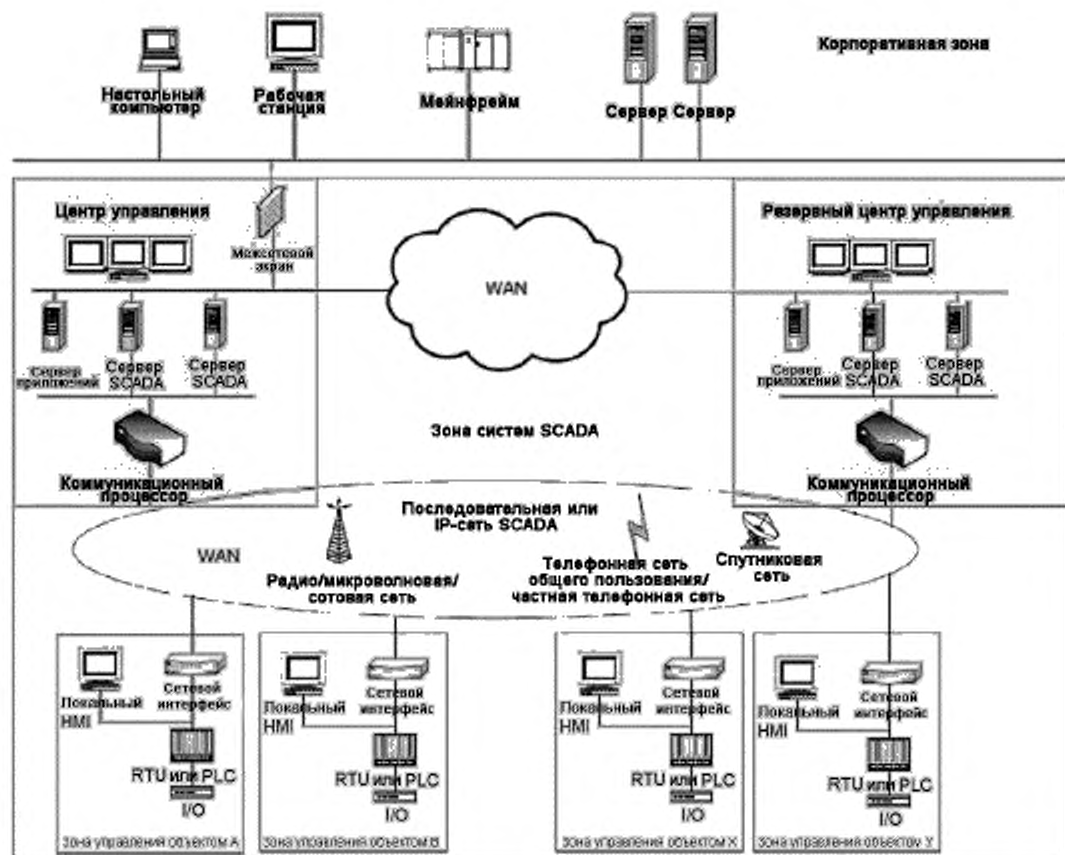 Корпоративная зона
Настольный
компьютер
Рабочая
станция
Мейнфрейм
Сервер Сервер
Центр управления
Межсетевой
экран
WAN
Резервный центр управления
Сервер
приложений
Сервер
SCADA
Сервер
SCADA
Сервер
приложений
Сервер
SCADA
Сервер
SCADA
Зона систем SCADA
Коммуникационный
процессор
Коммуникационный
процессор
Последовательная или
IP-сеть SCADA
WAN
Радио/микроволновая/
сотовая сеть
Телефонная сеть
общего пользования/
частная телефонная сеть
Спутниковая
сеть
Локальный
HMI
Сетевой
интерфейс
RTU или PLC
I/O
Зона управления объектом A
Локальный
HMI
Сетевой
интерфейс
RTU или PLC
I/O
Зона управления объектом B
Локальный
HMI
Сетевой
интерфейс
RTU или PLC
I/O
Зона управления объектом X
Локальный
HMI
Сетевой
интерфейс
RTU или PLC
I/O
Зона управления объектом Y